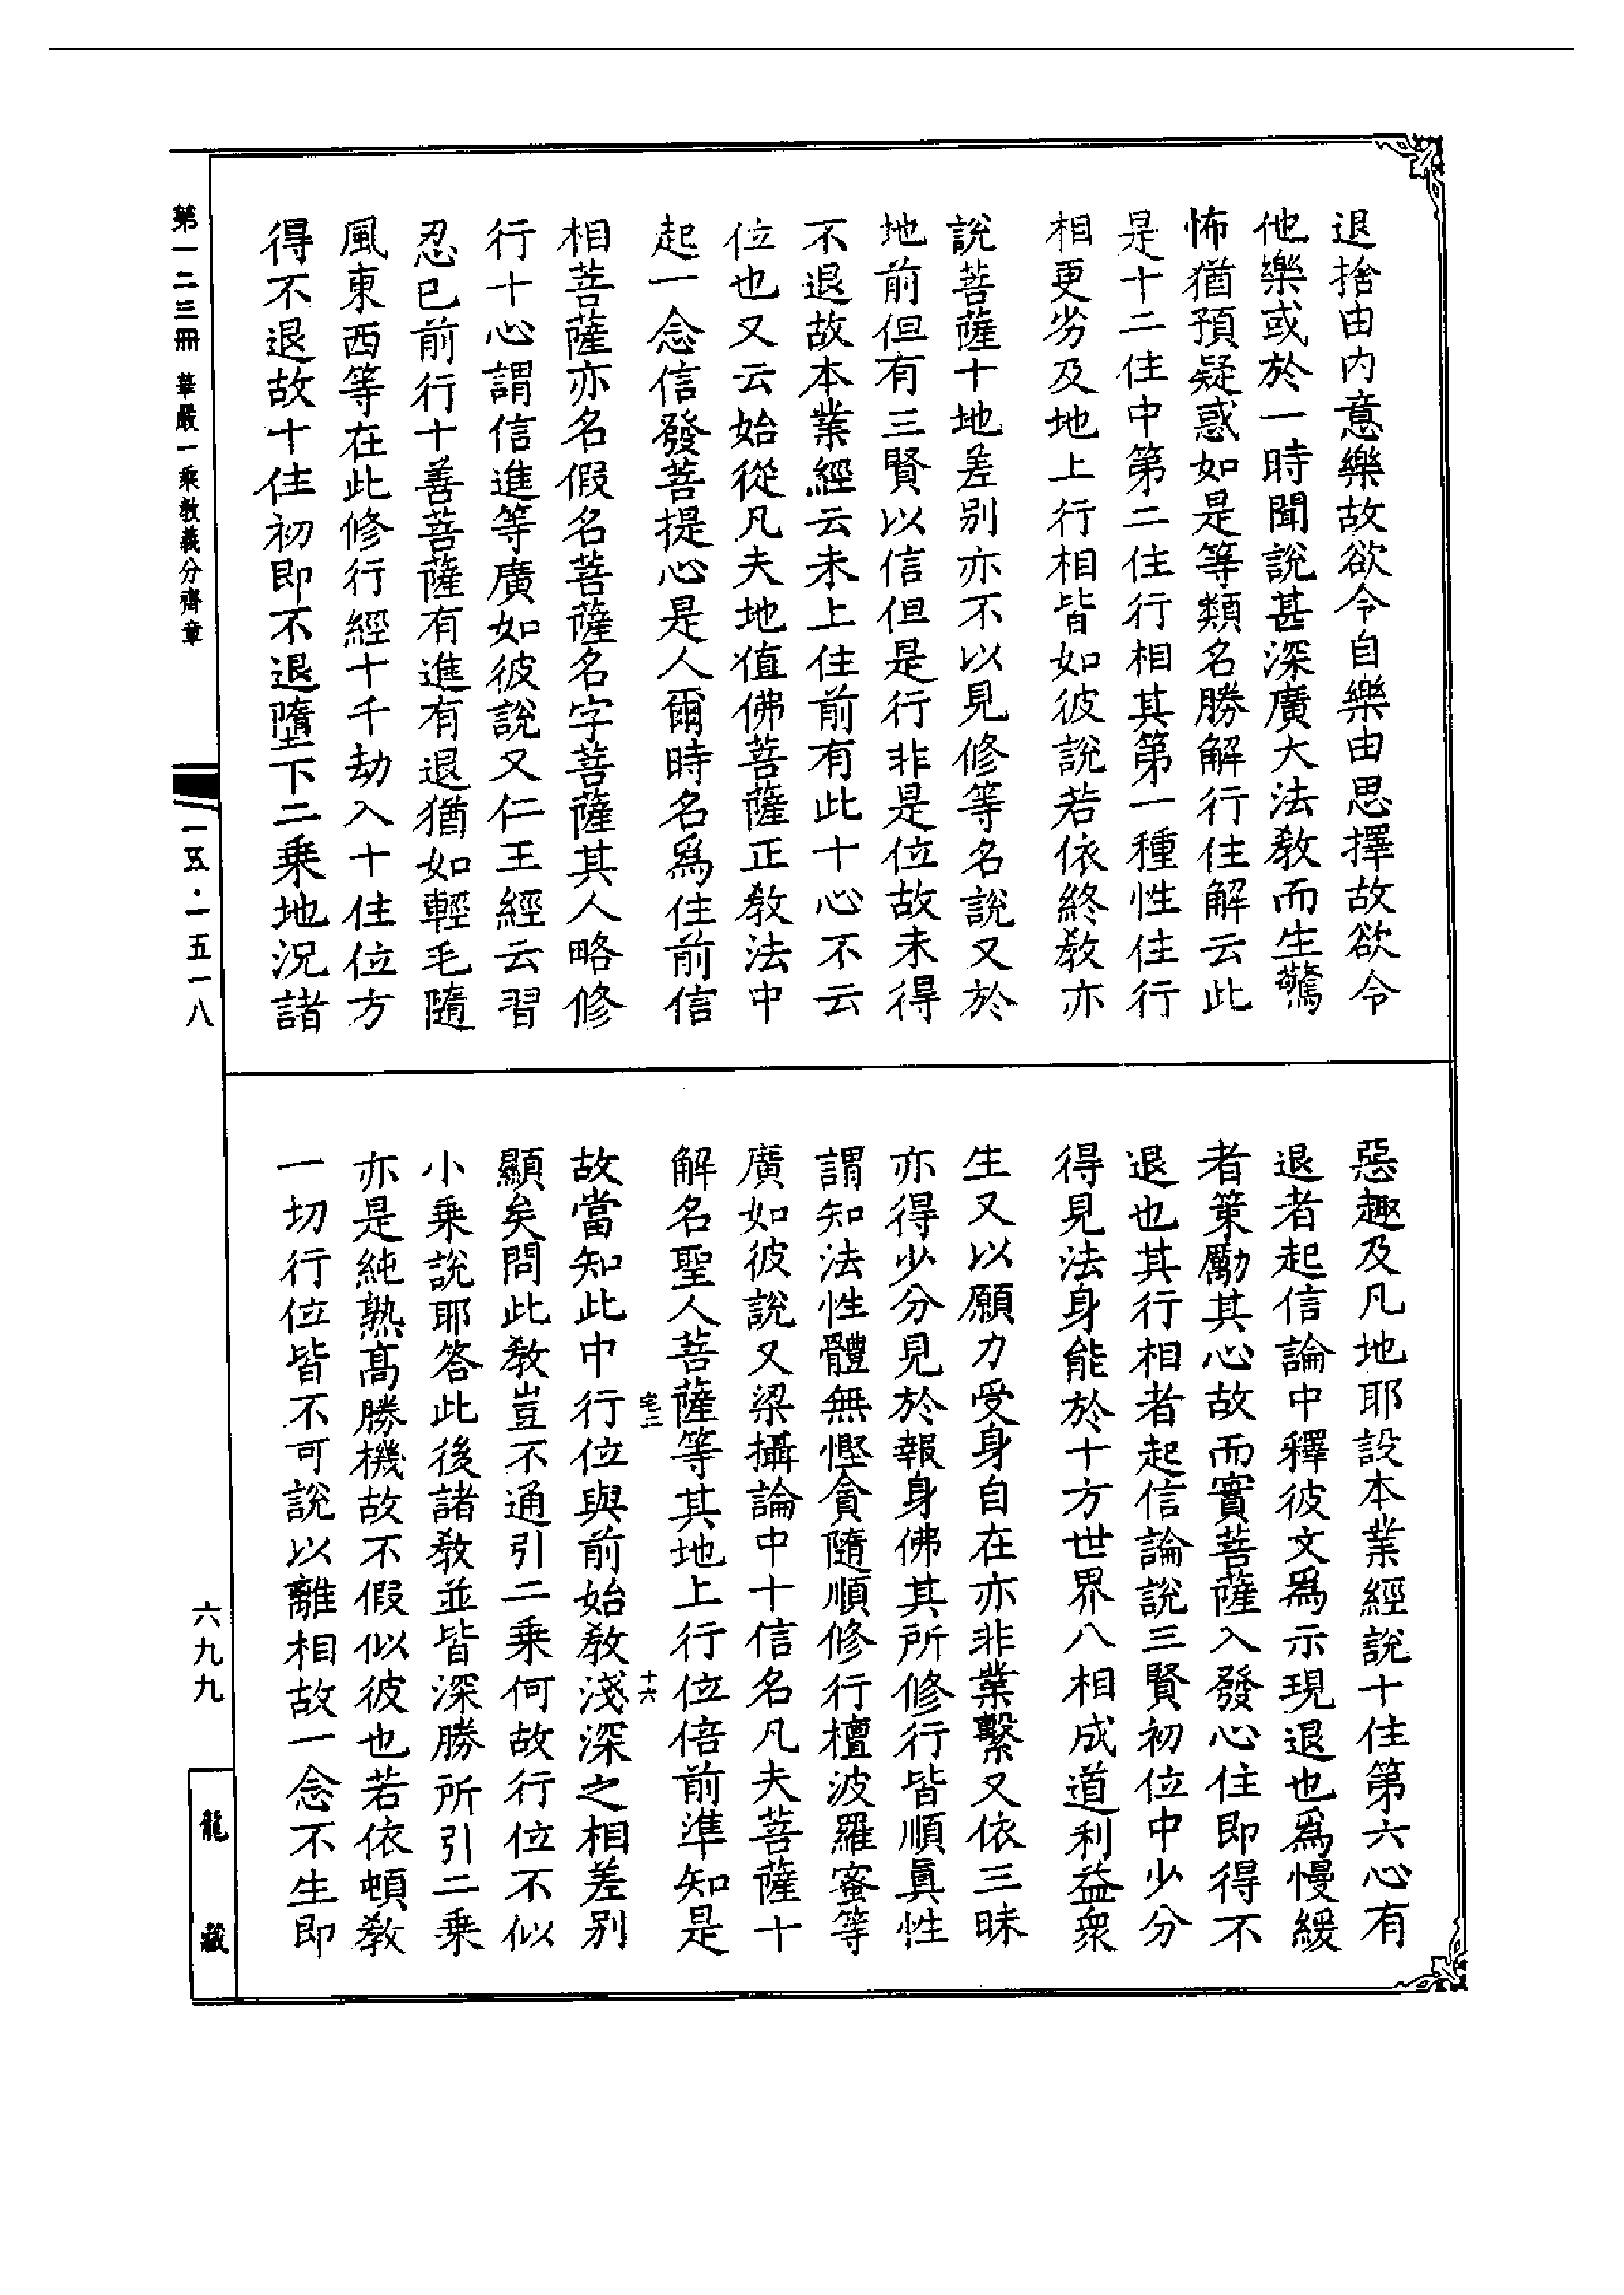 退捨由內意樂故欲令自樂由思擇故欲令
他樂或於一時聞說甚深廣大法教而生驚
怖猶預疑惑如是等類名勝解行住解云此
是十二住中第二住行相其第一種性住行
相更劣及地上行相皆如彼說若依終教亦
說菩薩十地差別亦不以見修等名說又於
地前但有三賢以信但是行非是位故未得
不退故本業經云未上住前有此十心不云
位也又云始從凡夫地值佛菩薩正教法中
起一念信發菩提心是人爾時名爲住前信
相菩薩亦名假名菩薩名字菩薩其人略修
行十心謂信進等廣如彼說又仁王經云習
忍已前行十善菩薩有進有退猶如輕毛隨
風東西等在此修行經十千劫入十住位方
得不退故十住初即不退墮下二乘地況諸
惡趣及凡地耶設本業經說十住第六心有
退者起信論中釋彼文爲示現退也爲慢緩
者策勵其心故而實菩薩入發心住即得不
退也其行相者起信論說三賢初位中少分
得見法身能於十方世界八相成道利益衆
生又以願力受身自在亦非業繫又依三昧
亦得少分見於報身佛其所修行皆順眞性
謂知法性體無慳貪隨順修行檀波羅蜜等
廣如彼說又梁攝論中十信名凡夫菩薩十
解名聖人菩薩等其地上行位倍前準知是
宅二
十六
故當知此中行位與前始教淺深之相差別
顯矣問此教豈不通引二乘何故行位不似
小乘說耶答此後諸教並皆深勝所引二乘
亦是純熟高勝機故不假似彼也若依頓教
一切行位皆不可說以離相故一念不生即
第一二三冊 華嚴一乘教義分齊章
一五·一五一八
六九九
龍藏